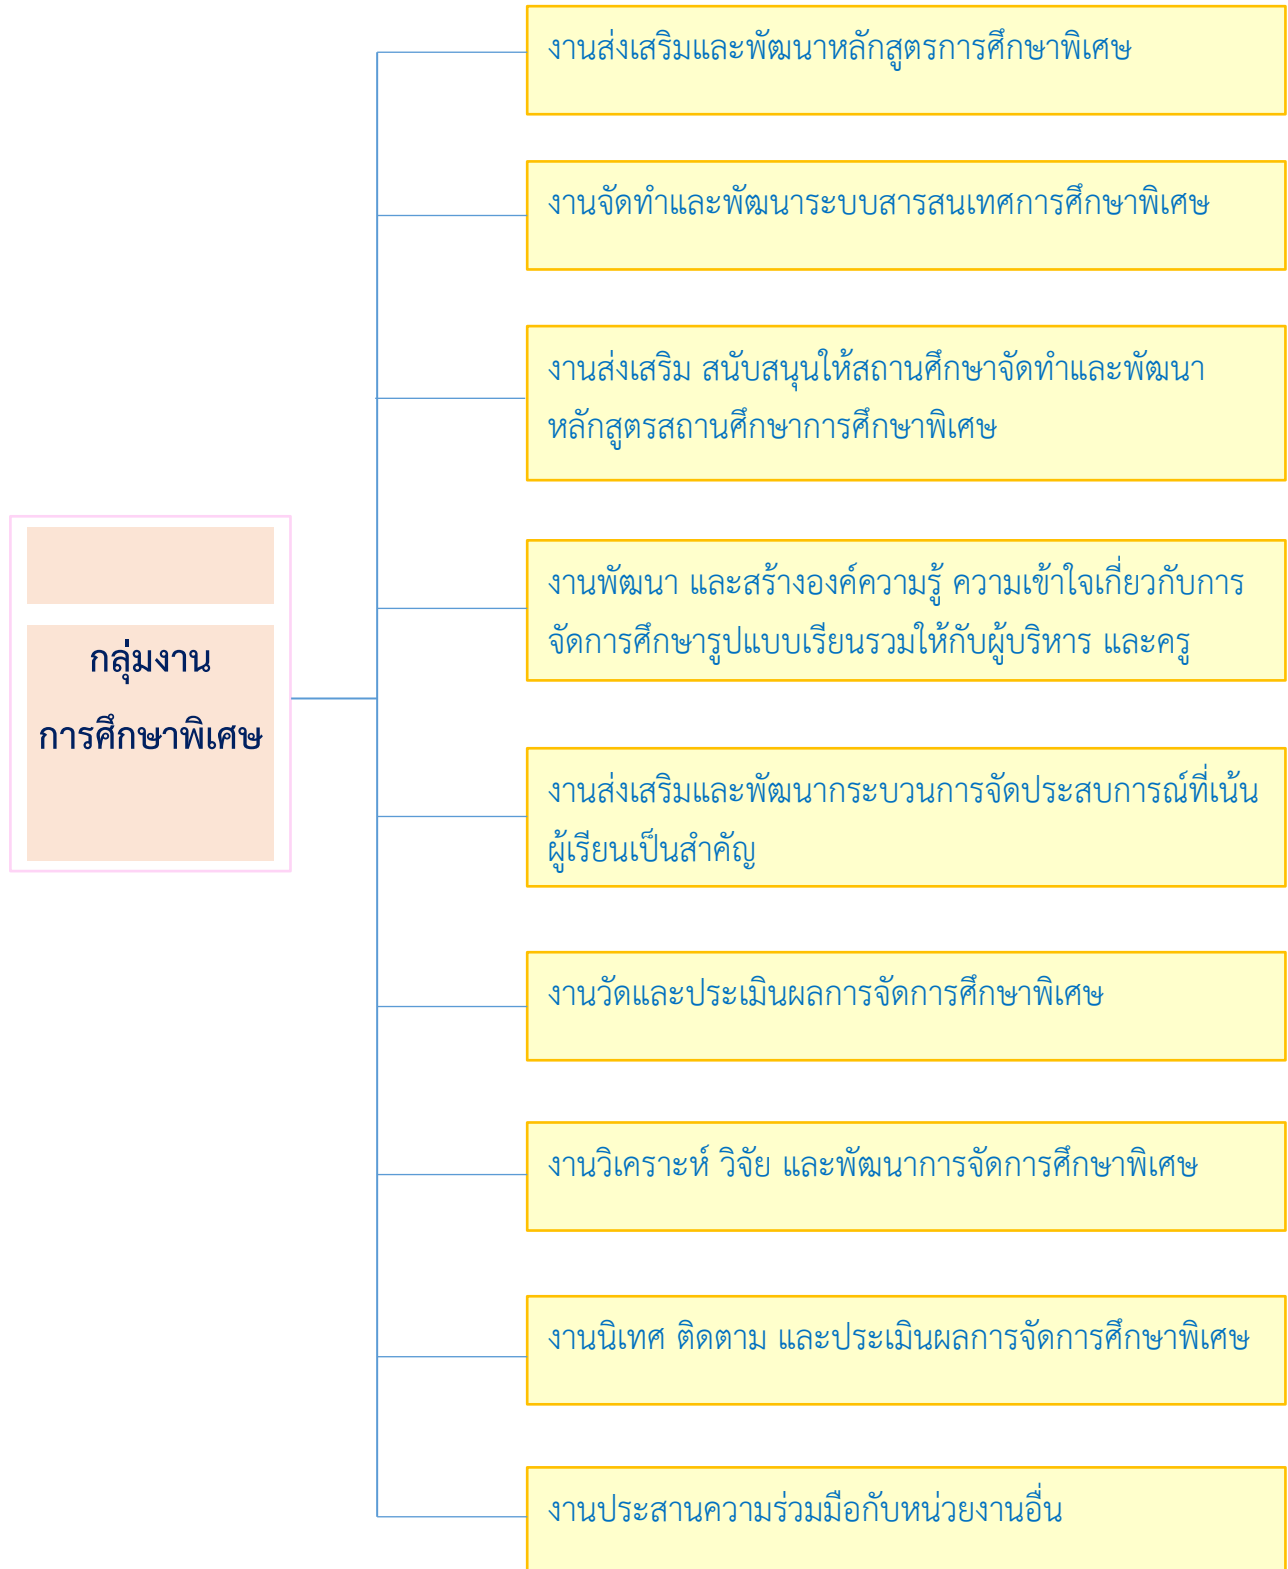 งานส่งเสริมและพัฒนาหลักสูตรการศึกษาพิเศษ
งานจัดทำและพัฒนาระบบสารสนเทศการศึกษาพิเศษ
งานส่งเสริม สนับสนุนให้สถานศึกษาจัดทำและพัฒนา
หลักสูตรสถานศึกษาการศึกษาพิเศษ
กลุ่มงาน
การศึกษาพิเศษ
งานพัฒนา และสร้างองค์ความรู้ ความเข้าใจเกี่ยวกับการ
จัดการศึกษารูปแบบเรียนรวมให้กับผู้บริหาร และครู
งานส่งเสริมและพัฒนากระบวนการจัดประสบการณ์ที่เน้น
ผู้เรียนเป็นสำคัญ
งานวัดและประเมินผลการจัดการศึกษาพิเศษ
งานวิเคราะห์ วิจัย และพัฒนาการจัดการศึกษาพิเศษ
งานนิเทศ ติดตาม และประเมินผลการจัดการศึกษาพิเศษ
งานประสานความร่วมมือกับหน่วยงานอื่น